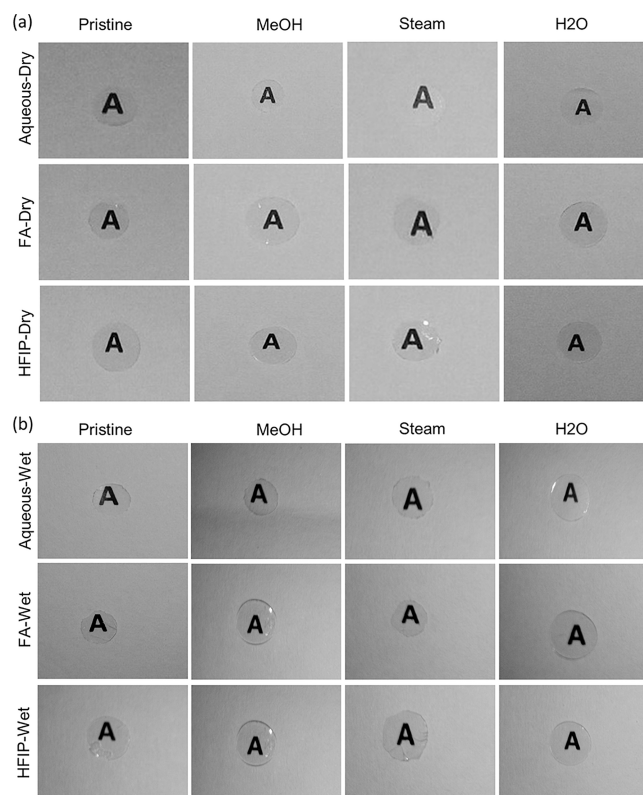 (a)
Pristine MeOH Steam H2O
Aqueous-Dry A A A A
FA-Dry A A A A
HFIP-Dry A A A A
(b)
Pristine MeOH Steam H2O
Aqueous-Wet A A A A
FA-Wet A A A A
HFIP-Wet A A A A